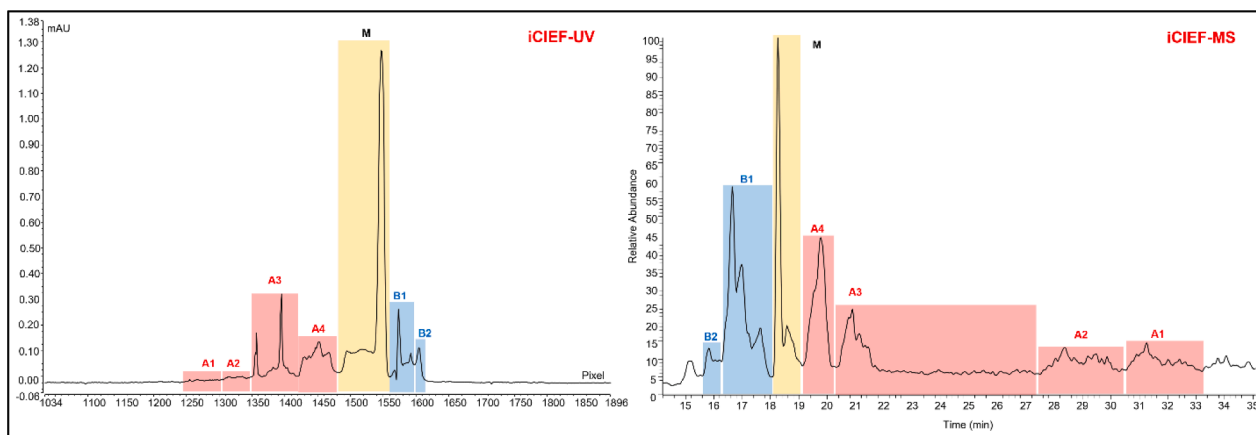 1.38
mAU
M
iCIEF-UV
1.30
1.20
1.10
1.00
0.90
0.80
0.70
0.60
0.50
0.40
0.30
0.20
0.10
0.00
-0.06
A1
A2
A3
A4
B1
B2
Pixel
1034 1100 1150 1200 1250 1300 1350 1400 1450 1500 1550 1600 1650 1700 1750 1800 1850 1896
iCIEF-MS
M
100
95
90
85
80
75
70
65
60
55
50
45
40
35
30
25
20
15
10
5
Relative Abundance
B2
B1
A4
A3
A2
A1
15 16 17 18 19 20 21 22 23 24 25 26 27 28 29 30 31 32 33 34 35
Time (min)